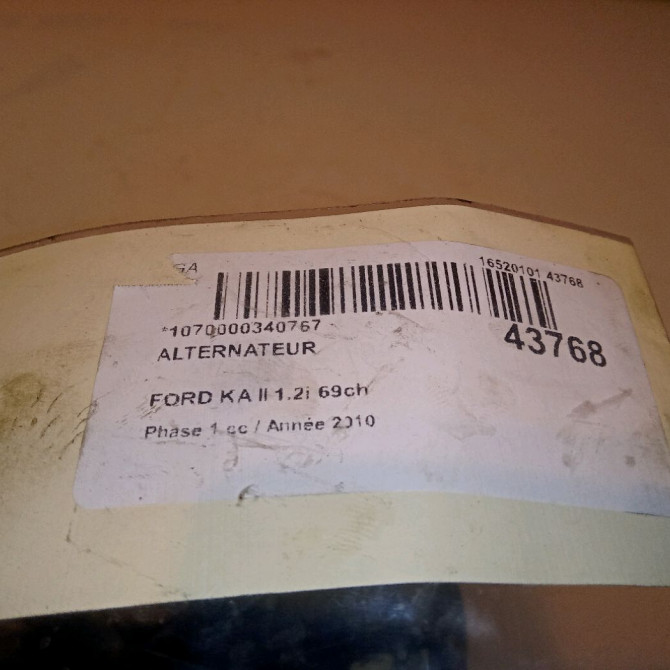 GA
16520101 43768
*1070000340767
43768
ALTERNATEUR
FORD KA II 1.2i 69ch
Phase 1 cc / Année 2010